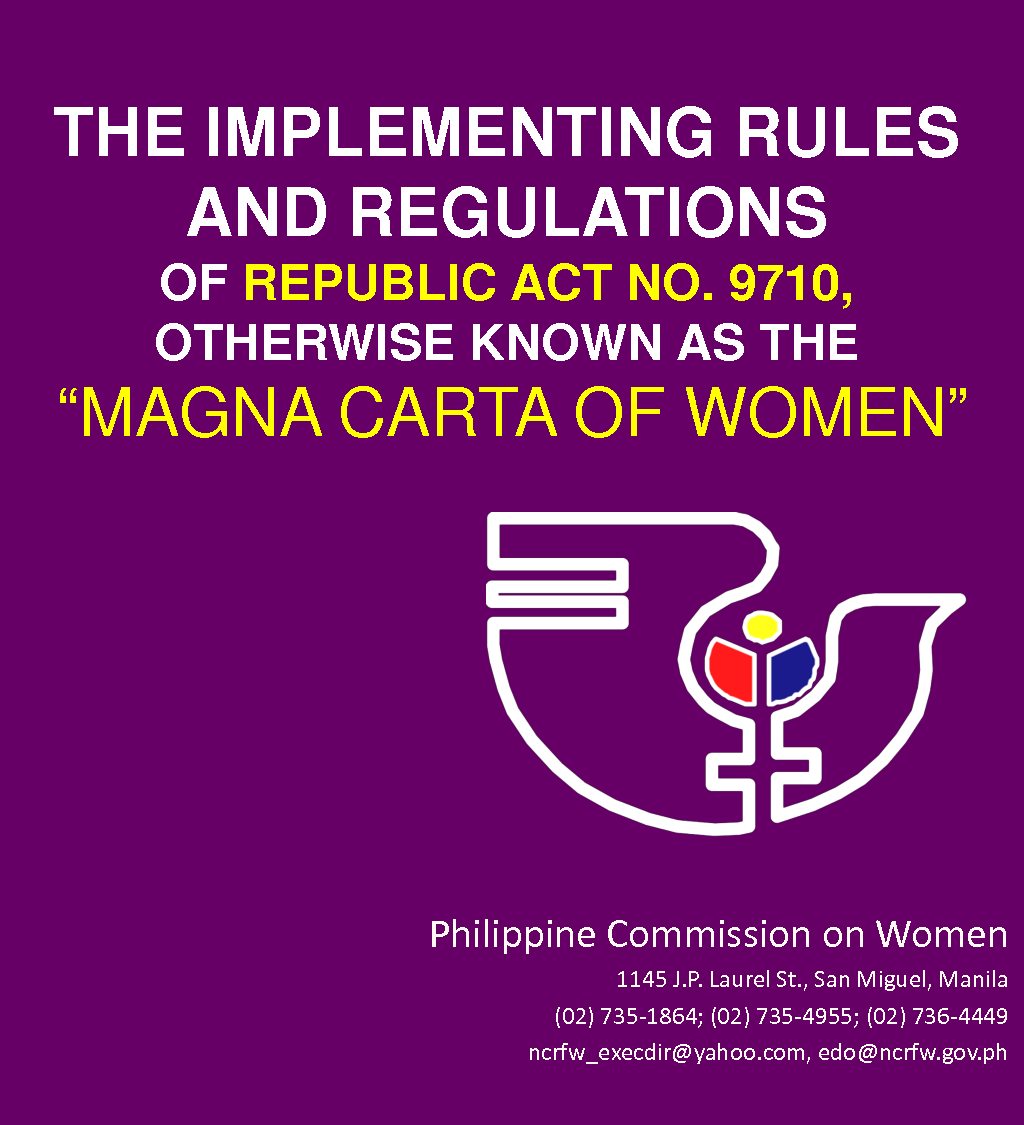 THE IMPLEMENTING RULES
AND REGULATIONS
OF REPUBLIC ACT NO. 9710,
OTHERWISE KNOWN AS THE
“MAGNA CARTA OF WOMEN”
Philippine Commission on Women
1145 J.P. Laurel St., San Miguel, Manila
(02) 735-1864; (02) 735-4955; (02) 736-4449
ncrfw_execdir@yahoo.com, edo@ncrfw.gov.ph